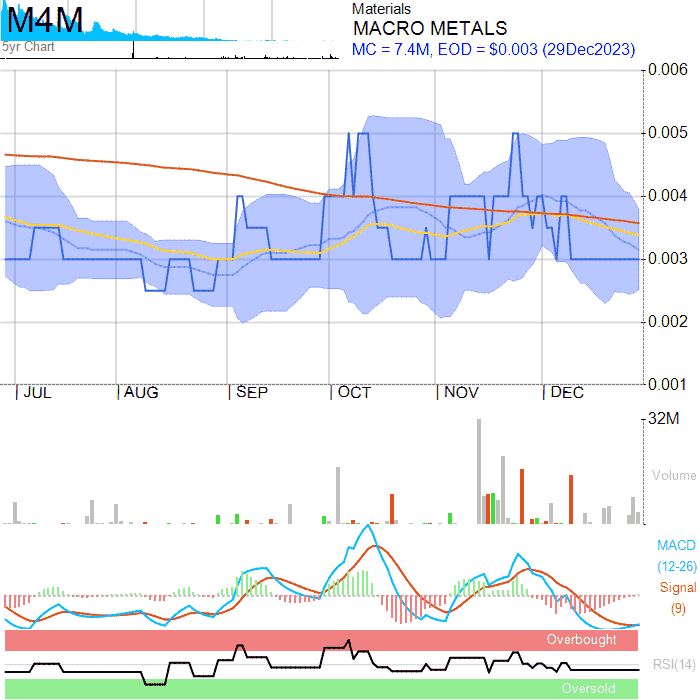 M4M
5yr Chart
Materials
MACRO METALS
MC = 7.4M, EOD = $0.003 (29Dec2023)
0.006
0.005
0.004
0.003
0.002
0.001
JUL AUG SEP OCT NOV DEC
32M
Volume
MACD
(12-26)
Signal
(9)
Overbought
RSI(14)
Oversold